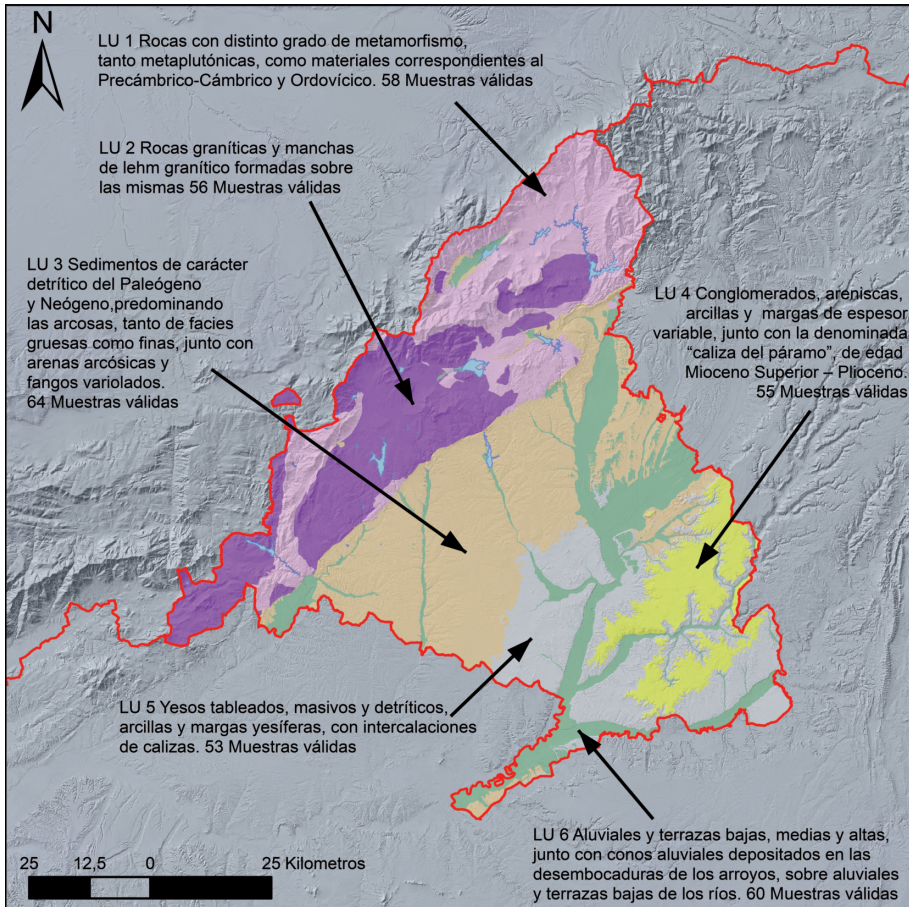 N
LU 1 Rocas con distinto grado de metamorfismo,
tanto metaplutónicas, como materiales correspondientes al
Precámbrico-Cámbrico y Ordovícico. 58 Muestras válidas
LU 2 Rocas graníticas y manchas
de lehm granítico formadas sobre
las mismas 56 Muestras válidas
LU 3 Sedimentos de carácter
detrítico del Paleógeno
y Neógeno,predominando
las arcosas, tanto de facies
gruesas como finas, junto con
arenas arcósicas y
fangos variolados.
64 Muestras válidas
LU 4 Conglomerados, areniscas,
arcillas y margas de espesor
variable, junto con la denominada
“caliza del páramo”, de edad
Mioceno Superior – Plioceno.
55 Muestras válidas
LU 5 Yesos tableados, masivos y detríticos,
arcillas y margas yesíferas, con intercalaciones
de calizas. 53 Muestras válidas
LU 6 Aluviales y terrazas bajas, medias y altas,
junto con conos aluviales depositados en las
desembocaduras de los arroyos, sobre aluviales
y terrazas bajas de los ríos. 60 Muestras válidas
25 12,5 0 25 Kilometros